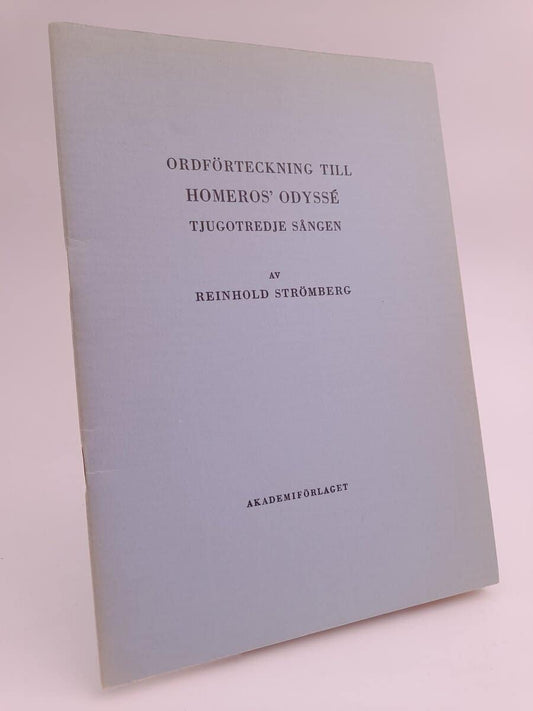 ORDFÖRTECKNING TILL
HOMEROS' ODYSSÉ
TJUGOTREDJE SÅNGEN
AV
REINHOLD STRÖMBERG
AKADEMIFÖRLAGET